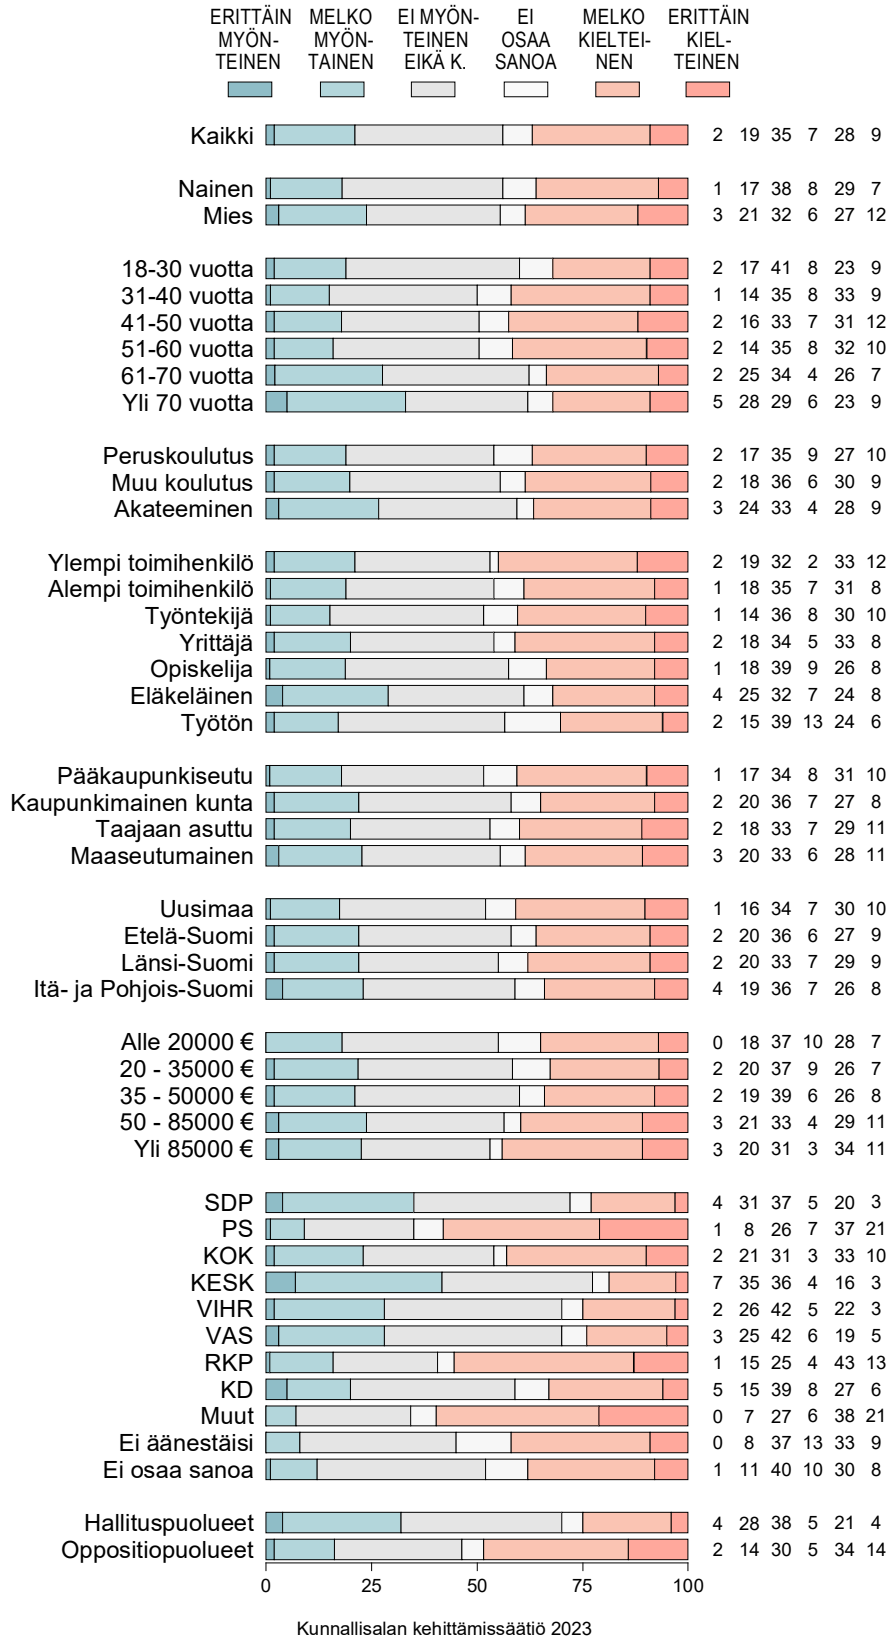 ERITTÄIN MELKO EI MYÖN- EI MELKO ERITTÄIN
MYÖN- MYÖN- TEINEN OSAA KIELTEI- KIEL-
TEINEN TAINEN EIKÄ K. SANOA NEN TEINEN
Kaikki 2 19 35 7 28 9
Nainen 1 17 38 8 29 7
Mies 3 21 32 6 27 12
18-30 vuotta 2 17 41 8 23 9
31-40 vuotta 1 14 35 8 33 9
41-50 vuotta 2 16 33 7 31 12
51-60 vuotta 2 14 35 8 32 10
61-70 vuotta 2 25 34 4 26 7
Yli 70 vuotta 5 28 29 6 23 9
Peruskoulutus 2 17 35 9 27 10
Muu koulutus 2 18 36 6 30 9
Akateeminen 3 24 33 4 28 9
Ylempi toimihenkilö 2 19 32 2 33 12
Alempi toimihenkilö 1 18 35 7 31 8
Työntekijä 1 14 36 8 30 10
Yrittäjä 2 18 34 5 33 8
Opiskelija 1 18 39 9 26 8
Eläkeläinen 4 25 32 7 24 8
Työtön 2 15 39 13 24 6
Pääkaupunkiseutu 1 17 34 8 31 10
Kaupunkimainen kunta 2 20 36 7 27 8
Taajaan asuttu 2 18 33 7 29 11
Maaseutumainen 3 20 33 6 28 11
Uusimaa 1 16 34 7 30 10
Etelä-Suomi 2 20 36 6 27 9
Länsi-Suomi 2 20 33 7 29 9
Itä- ja Pohjois-Suomi 4 19 36 7 26 8
Alle 20000 € 0 18 37 10 28 7
20 - 35000 € 2 20 37 9 26 7
35 - 50000 € 2 19 39 6 26 8
50 - 85000 € 3 21 33 4 29 11
Yli 85000 € 3 20 31 3 34 11
SDP 4 31 37 5 20 3
PS 1 8 26 7 37 21
KOK 2 21 31 3 33 10
KESK 7 35 36 4 16 3
VIHR 2 26 42 5 22 3
VAS 3 25 42 6 19 5
RKP 1 15 25 4 43 13
KD 5 15 39 8 27 6
Muut 0 7 27 6 38 21
Ei äänestäisi 0 8 37 13 33 9
Ei osaa sanoa 1 11 40 10 30 8
Hallituspuolueet 4 28 38 5 21 4
Oppositiopuolueet 2 14 30 5 34 14
0 25 50 75 100
Kunnallisalan kehittämissäätiö 2023